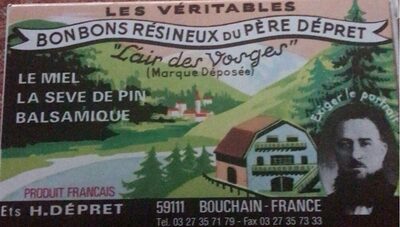 LES VÉRITABLES
BONBONS RÉSINEUX DU PÈRE DÉPRET
"L'air des Vosges"
(Marque Déposée)
LE MIEL
LA SEVE DE PIN
BALSAMIQUE
Exiger le portrait
PRODUIT FRANCAIS
Ets H.DÉPRET
59111 BOUCHAIN - FRANCE
Tél. 03 27 35 71 79 - Fax 03 27 35 73 33